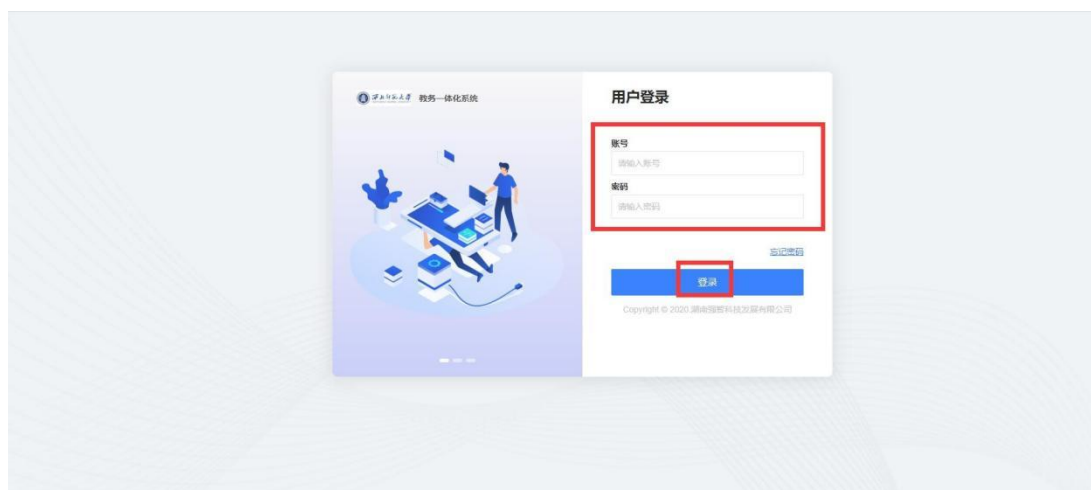 教务一体化系统
用户登录
账号
请输入账号
密码
请输入密码
忘记密码
登录
Copyright © 2020 湖南强智科技发展有限公司